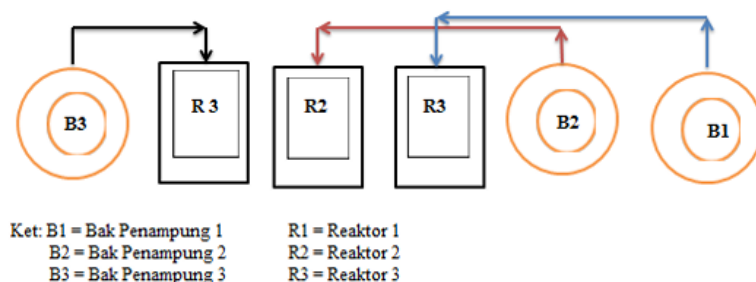 B3 R 3 R2 R3 B2 B1
Ket: B1 = Bak Penampung 1 R1 = Reaktor 1
B2 = Bak Penampung 2 R2 = Reaktor 2
B3 = Bak Penampung 3 R3 = Reaktor 3